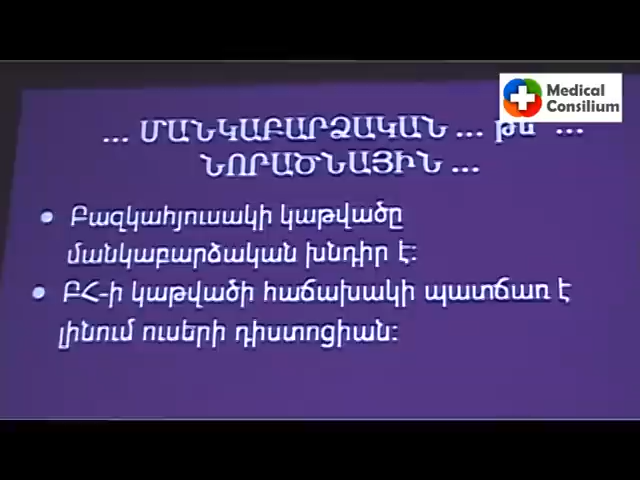 Medical
Consilium
... ՄԱՆԿԱԲԱՐՁԱԿԱՆ ... թե ...
ՆՈՐԱԾՆԱՅԻՆ ...
• Բազկահյուսակի կաթվածը
մանկաբարձական խնդիր է:
• ԲՀ-ի կաթվածի հաճախակի պատճառ է
լինում ուսերի դիստոցիան: